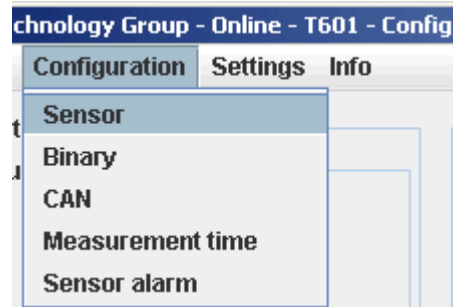 chnology Group - Online - T601 - Config
Configuration Settings Info
Sensor
Binary
CAN
Measurement time
Sensor alarm